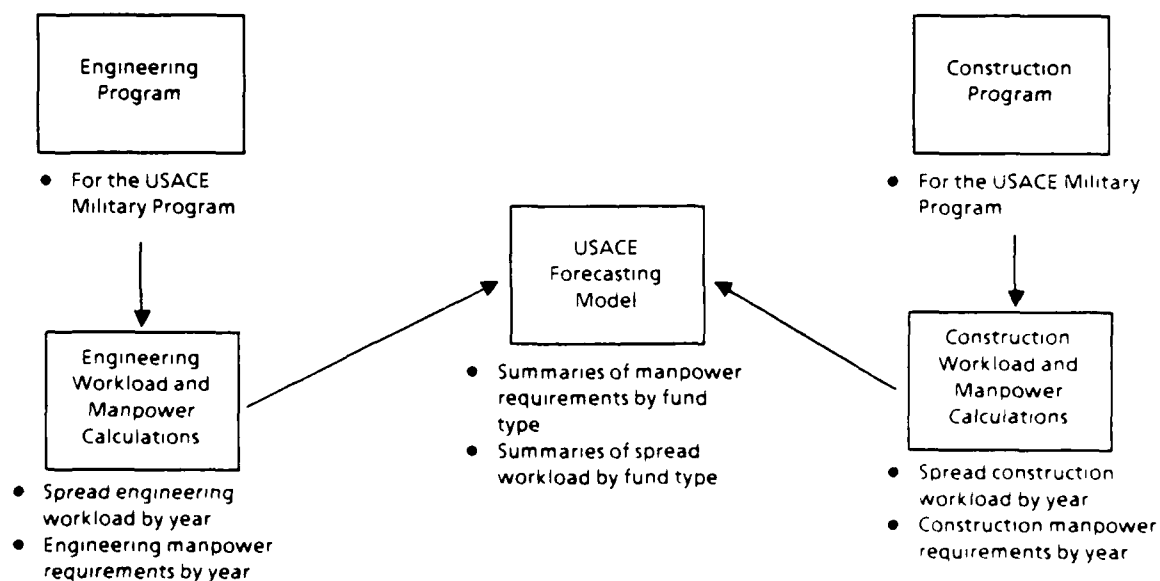 Engineering
Program
• For the USACE
Military Program
Engineering
Workload and
Manpower
Calculations
• Spread engineering
workload by year
• Engineering manpower
requirements by year
USACE
Forecasting
Model
• Summaries of manpower
requirements by fund
type
• Summaries of spread
workload by fund type
Construction
Program
• For the USACE Military
Program
Construction
Workload and
Manpower
Calculations
• Spread construction
workload by year
• Construction manpower
requirements by year